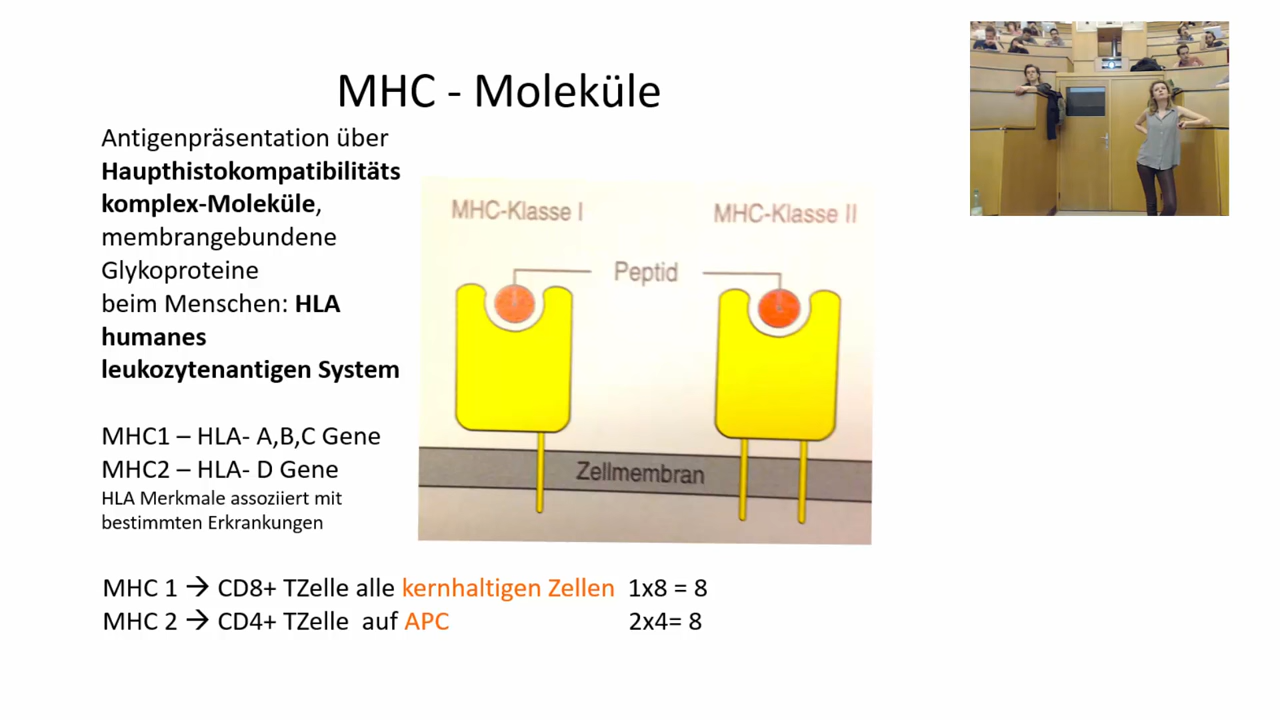 MHC - Moleküle
Antigenpräsentation über
Haupthistokompatibilitäts
komplex-Moleküle,
membrangebundene
Glykoproteine
beim Menschen: HLA
humanes
leukozytenantigen System
MHC1 – HLA- A,B,C Gene
MHC2 – HLA- D Gene
HLA Merkmale assoziiert mit
bestimmten Erkrankungen
MHC-Klasse I
MHC-Klasse II
Peptid
Zellmembran
MHC 1 → CD8+ TZelle alle kernhaltigen Zellen 1x8 = 8
MHC 2 → CD4+ TZelle auf APC 2x4= 8